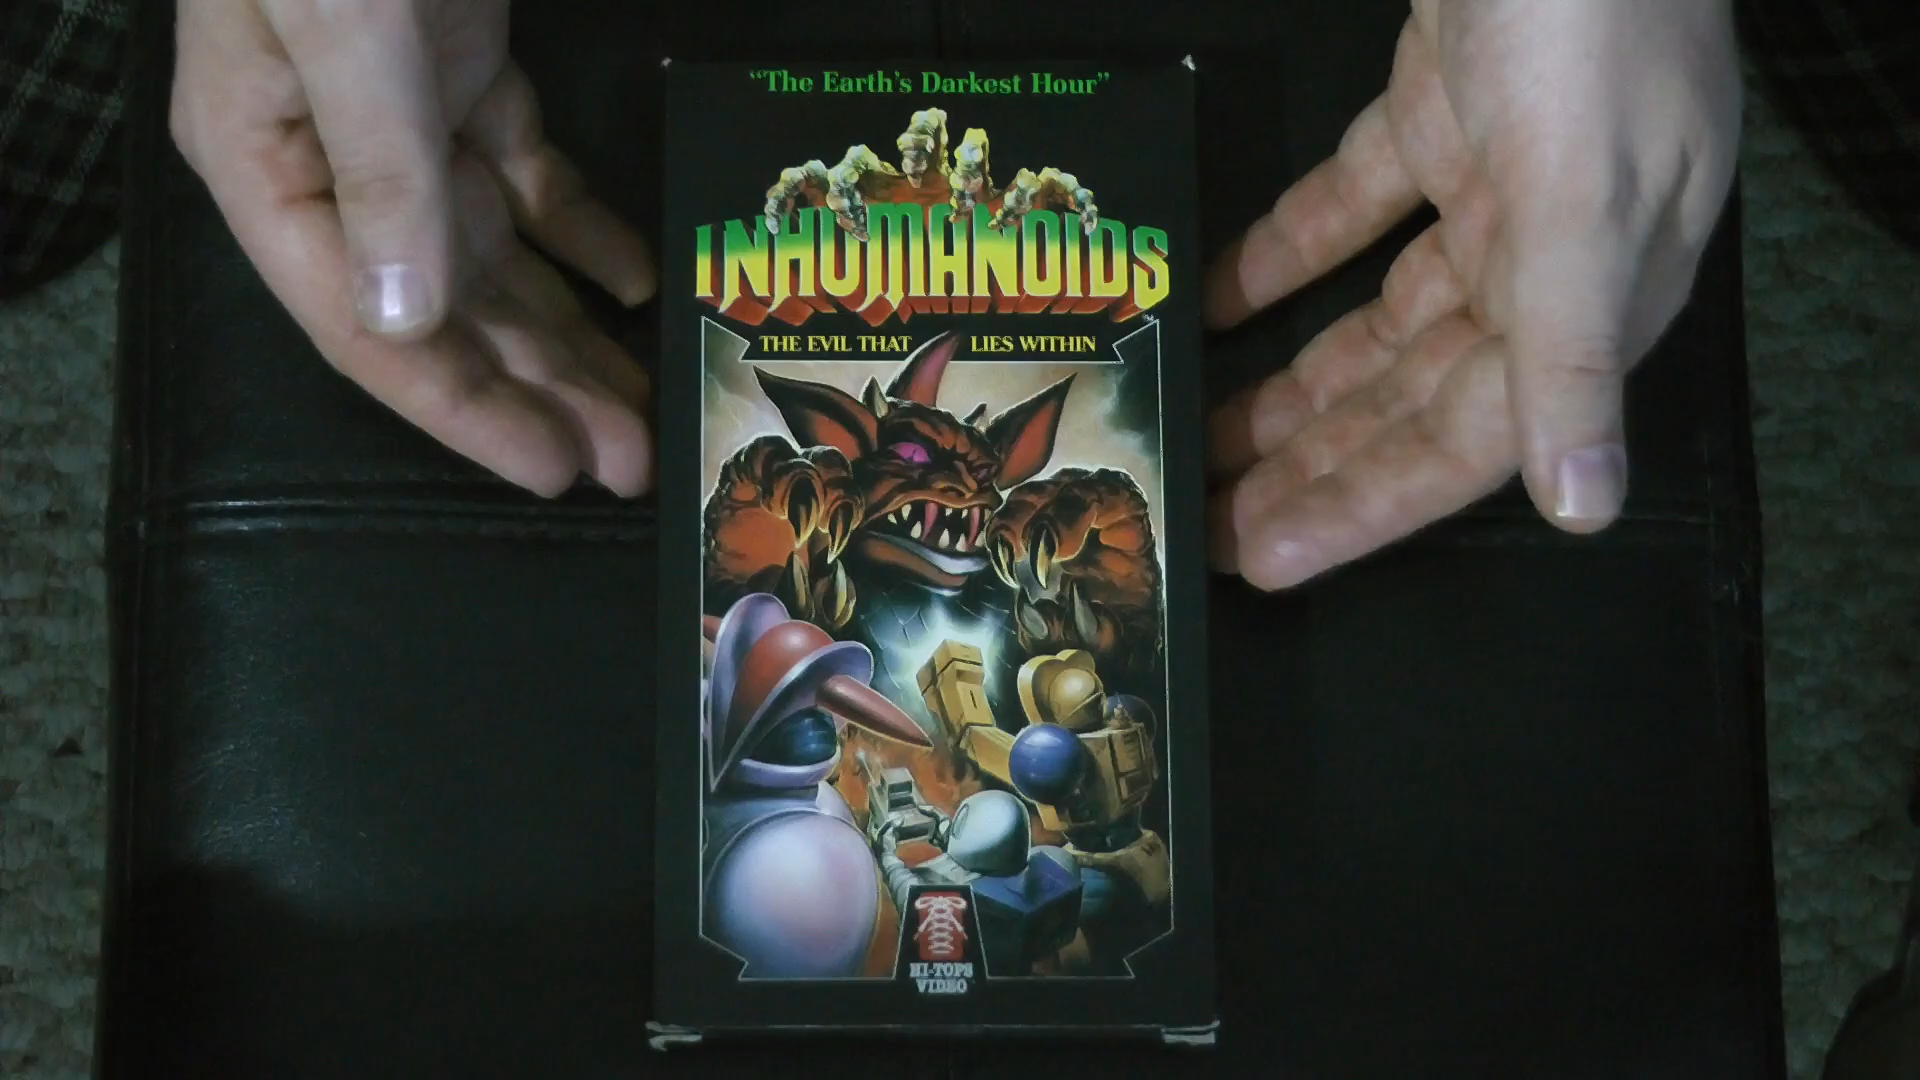 “The Earth's Darkest Hour”
INHUMANOIDS
THE EVIL THAT LIES WITHIN
HI-TOPS
VIDEO